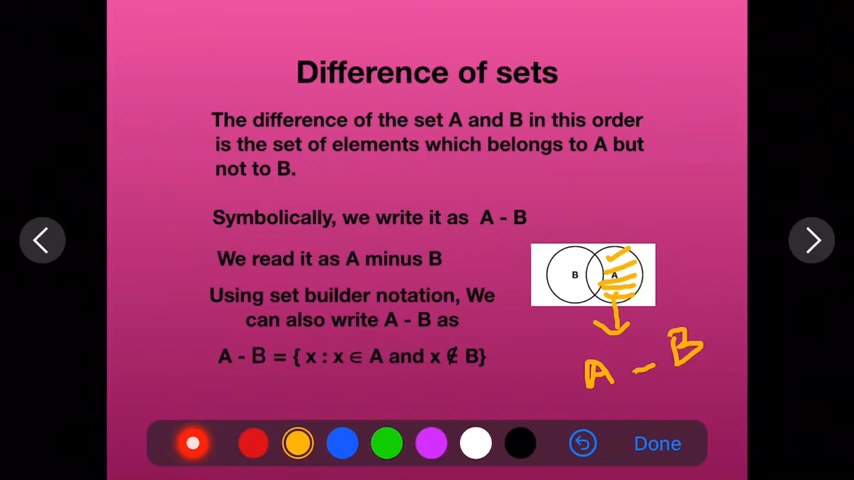 Difference of sets
The difference of the set A and B in this order
is the set of elements which belongs to A but
not to B.
Symbolically, we write it as A - B
We read it as A minus B
B A
Using set builder notation, We
can also write A - B as
A - B = { x : x ∈ A and x ∉ B}
A - B
Done